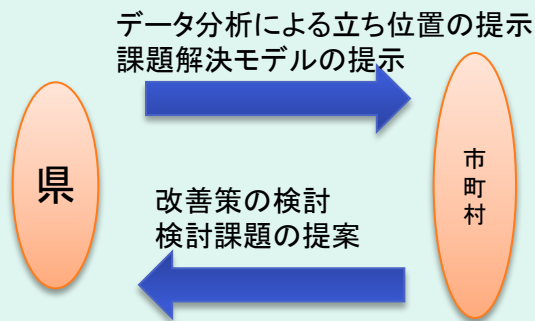 データ分析による立ち位置の提示
課題解決モデルの提示
県
市
町
村
改善策の検討
検討課題の提案